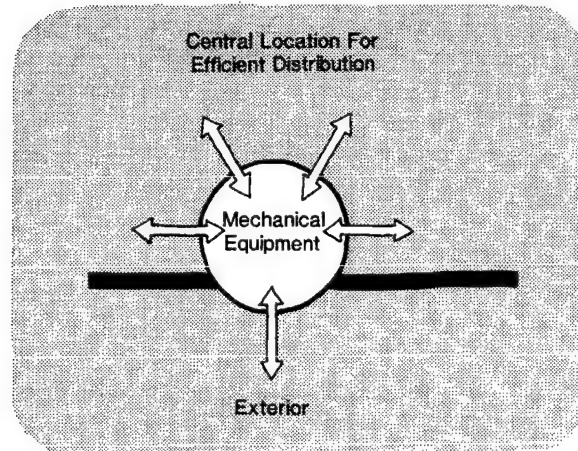 Central Location For
Efficient Distribution
Mechanical
Equipment
Exterior